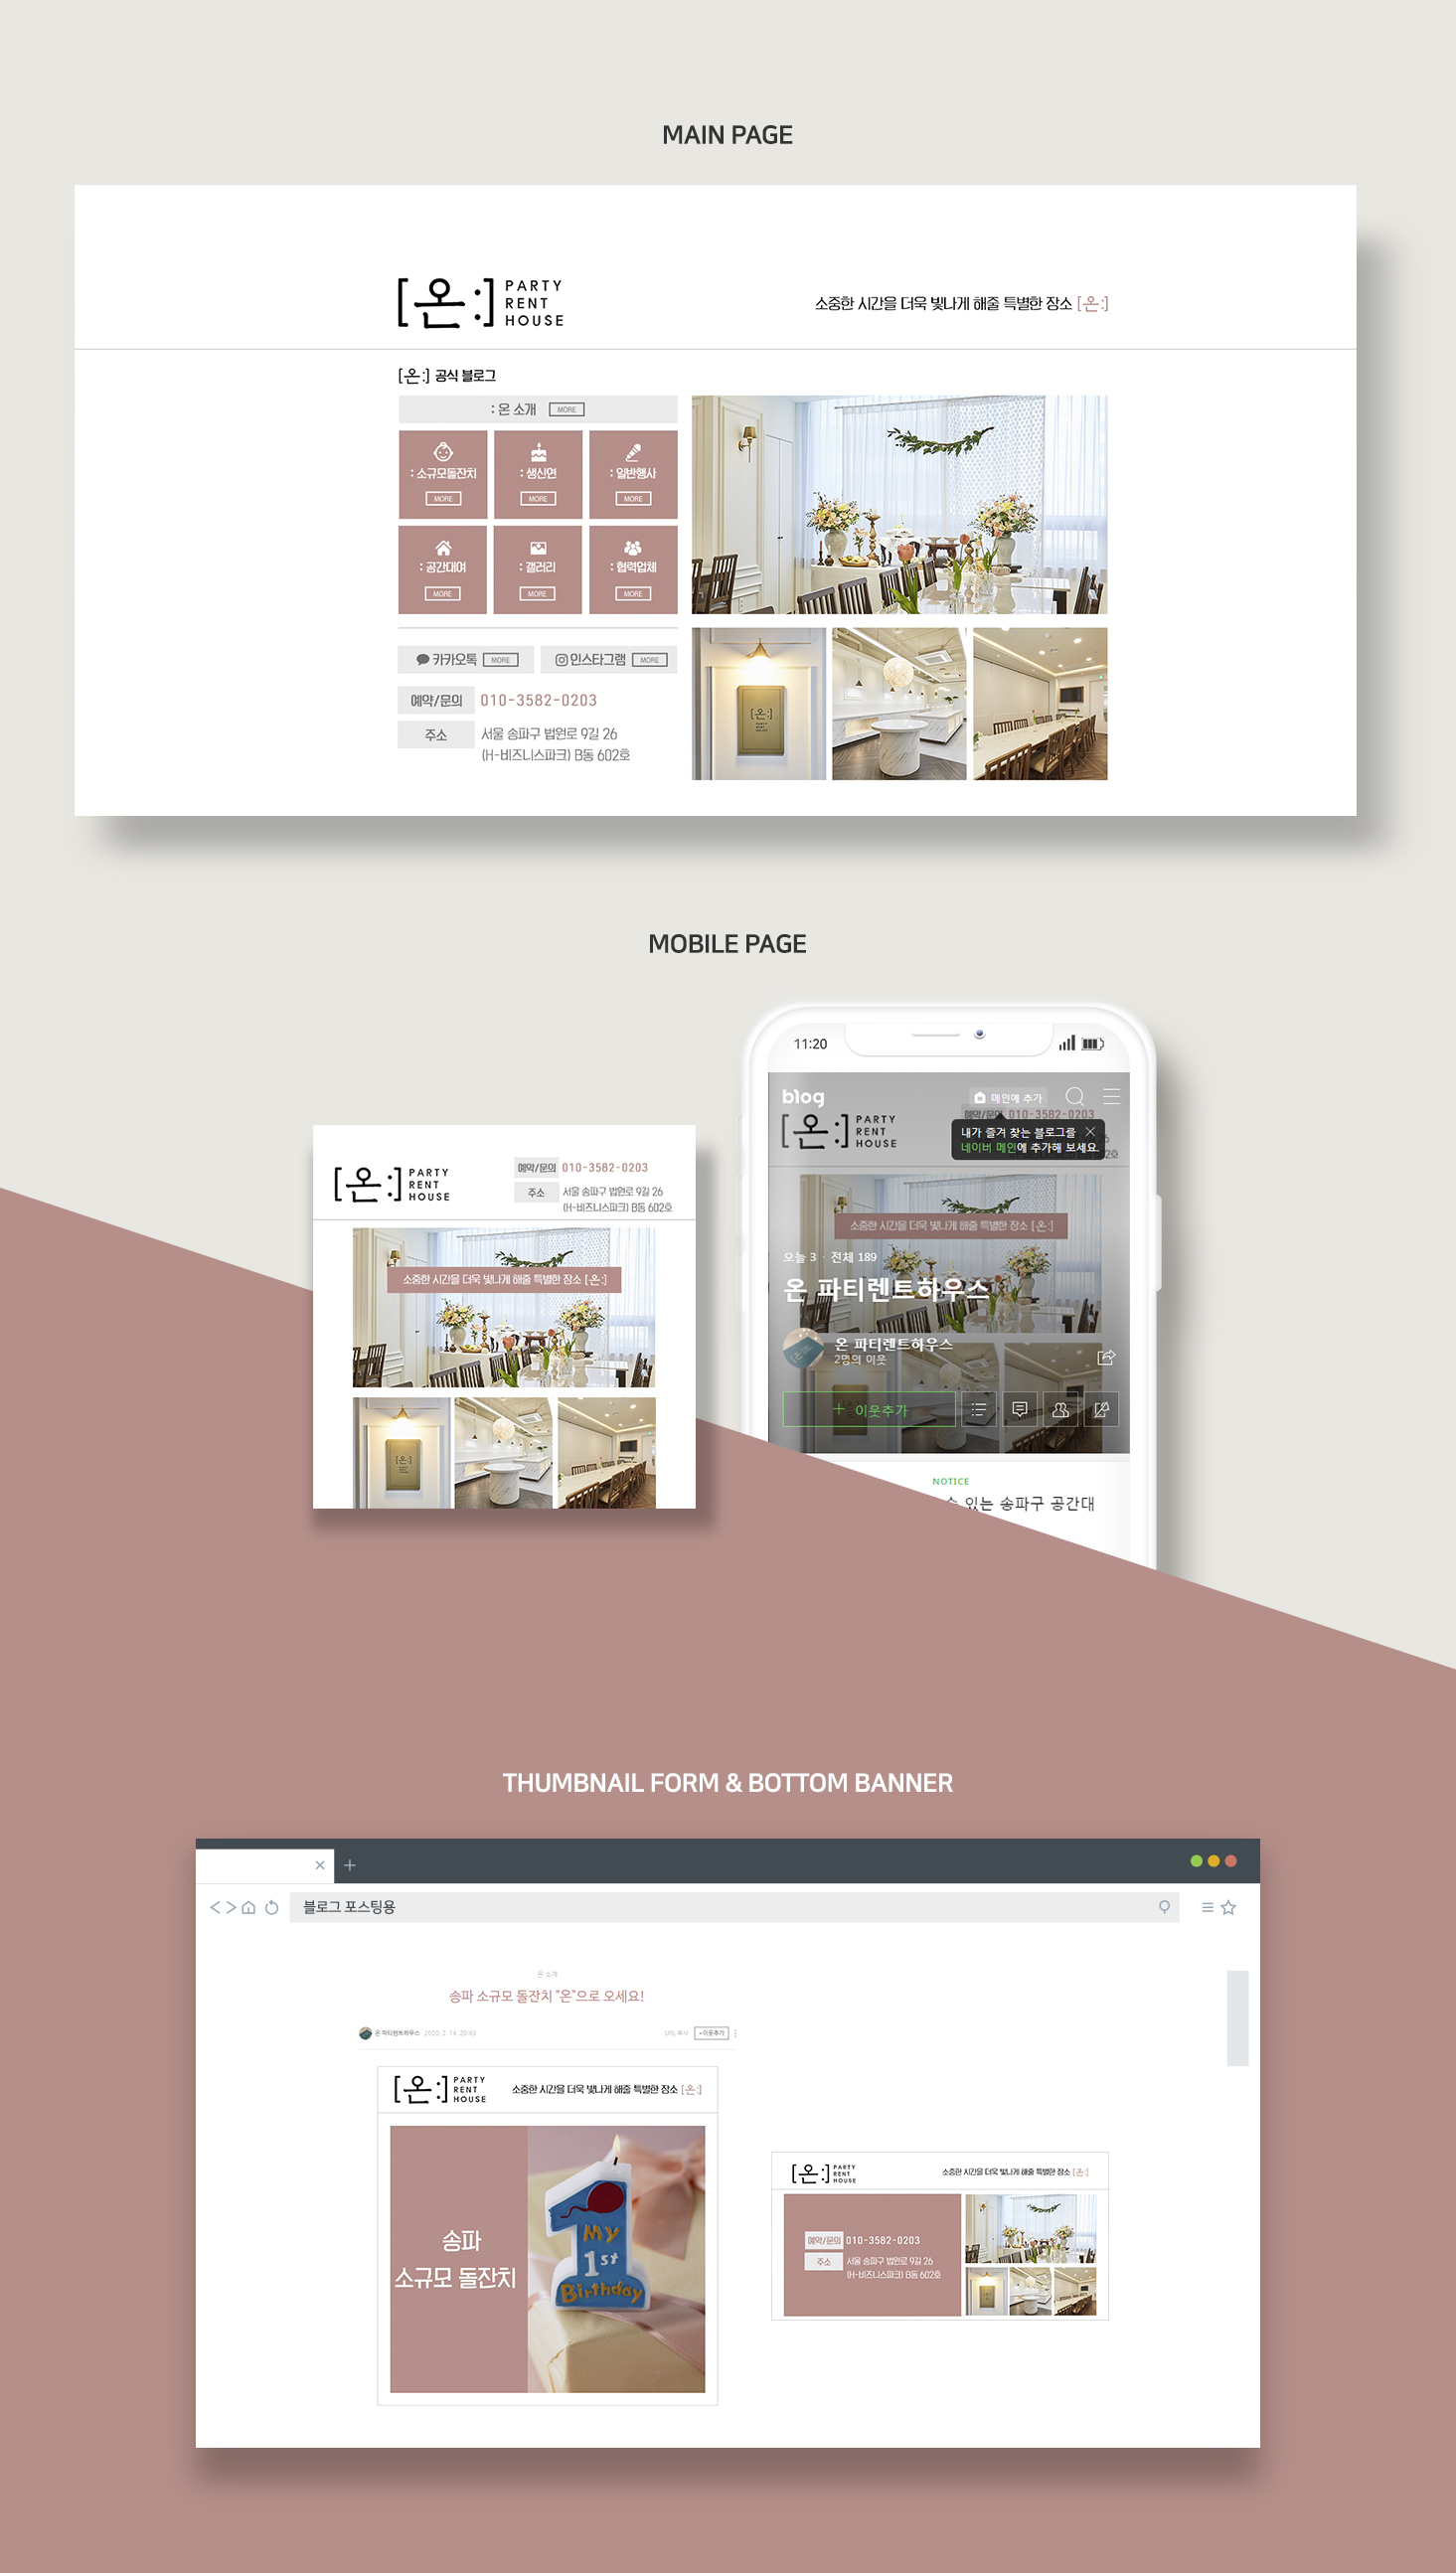 MAIN PAGE
[온:] PARTY
RENT
HOUSE
소중한 시간을 더욱 빛나게 해줄 특별한 장소 [온:]
[온:] 공식 블로그
: 온 소개 MORE
: 소규모돌잔치
MORE
: 생신연
MORE
: 일반행사
MORE
: 공간대여
MORE
: 갤러리
MORE
: 협력업체
MORE
카카오톡 MORE
인스타그램 MORE
예약/문의 010-3582-0203
주소 서울 송파구 법원로 9길 26
(H-비즈니스파크) B동 602호
[온:]
PARTY
RENT
HOUSE
MOBILE PAGE
[온:] PARTY
RENT
HOUSE
예약/문의 010-3582-0203
주소 서울 송파구 법원로 9길 26
(H-비즈니스파크) B동 602호
소중한 시간을 더욱 빛나게 해줄 특별한 장소 [온:]
[온:]
11:20
blog
메인에 추가
[온:] PARTY
RENT
HOUSE
예약/문의 010-3582-0203
내가 즐겨 찾는 블로그를
네이버 메인에 추가해 보세요.
소중한 시간을 더욱 빛나게 해줄 특별한 장소 [온:]
오늘 3 · 전체 189
온 파티렌트하우스
온 파티렌트하우스
2명의 이웃
+ 이웃추가
NOTICE
수 있는 송파구 공간대
THUMBNAIL FORM & BOTTOM BANNER
블로그 포스팅용
온 소개
송파 소규모 돌잔치 "온"으로 오세요!
온 파티렌트하우스 2020. 2. 14. 20:43
URL 복사 +이웃추가
[온:] PARTY
RENT
HOUSE
소중한 시간을 더욱 빛나게 해줄 특별한 장소 [온:]
송파
소규모 돌잔치
My
1st
Birthday
[온:] PARTY
RENT
HOUSE
소중한 시간을 더욱 빛나게 해줄 특별한 장소 [온:]
예약/문의 010-3582-0203
주소 서울 송파구 법원로 9길 26
(H-비즈니스파크) B동 602호